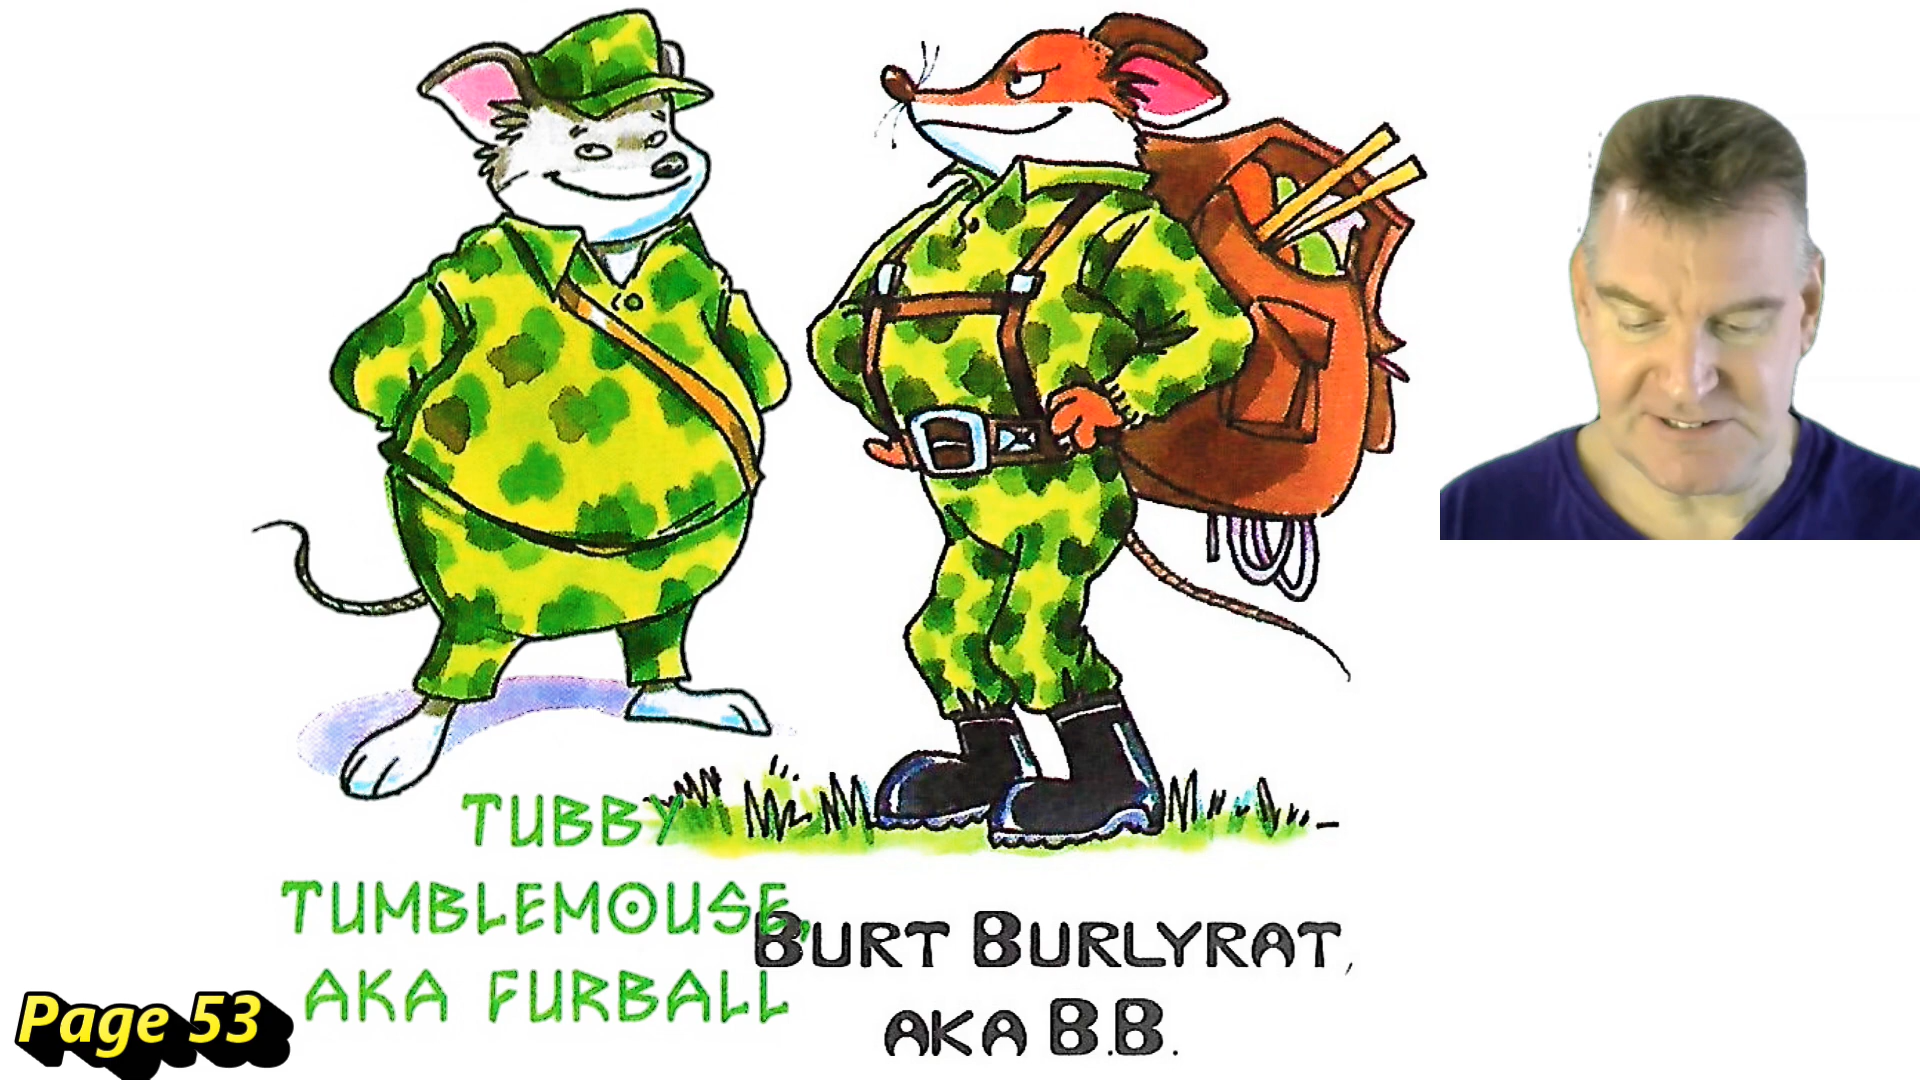 TUBBY
TUMBLEMOUSE,
AKA FURBALL
BURT BURLYRAT,
AKA B.B.
Page 53